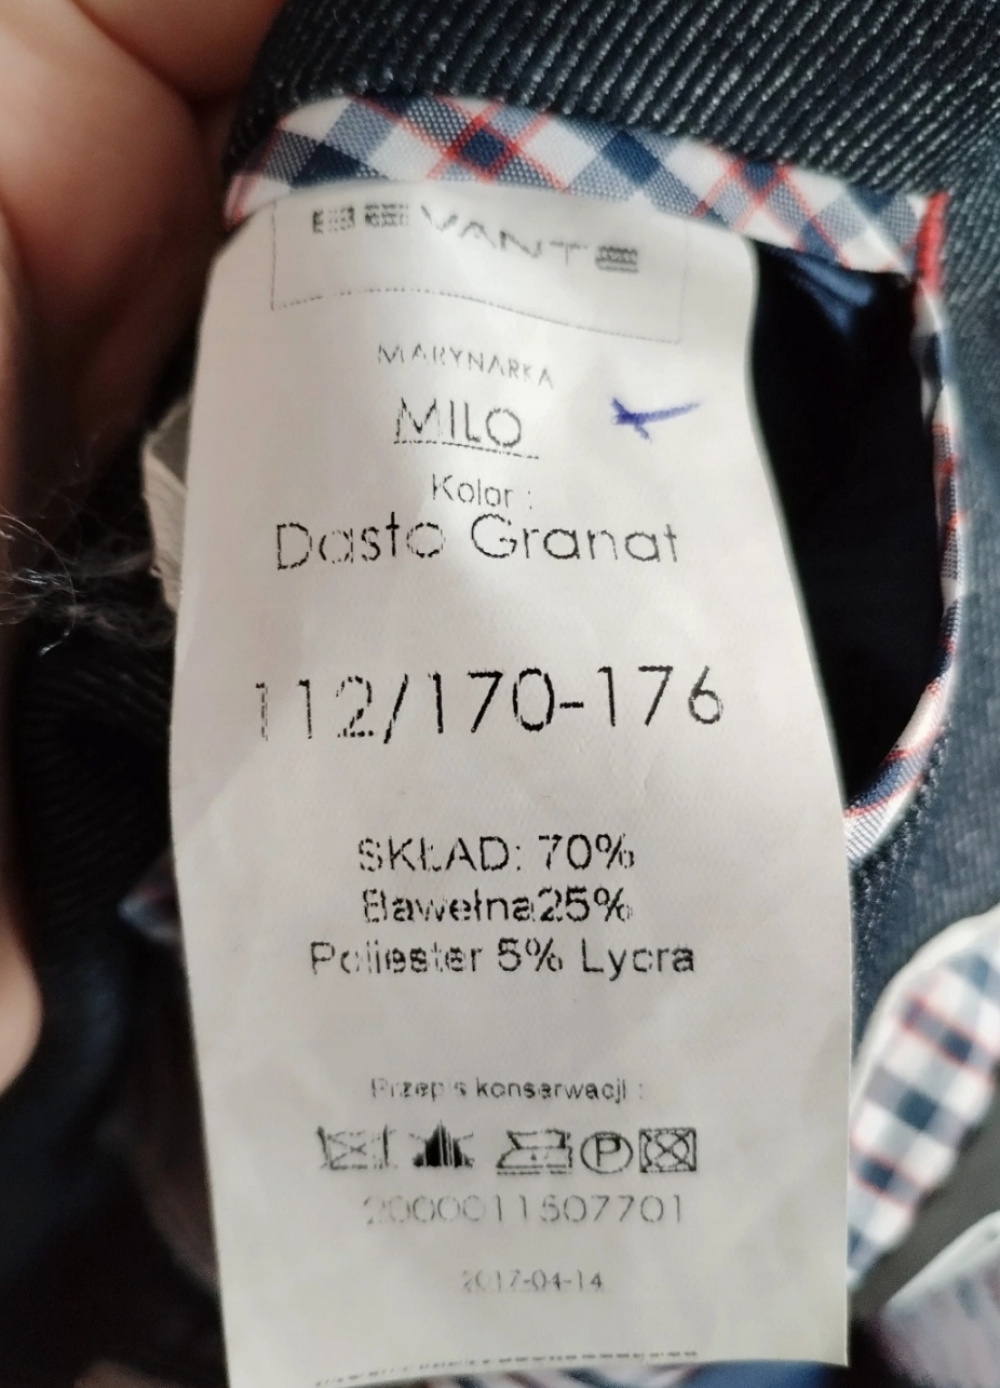 MARYNARKA
MILO
Kolor :
Dasto Granat
112/170-176
SKŁAD: 70%
Bawełna25%
Poliester 5% Lycra
Przepis konserwacji :
P
2000011507701
2017-04-14